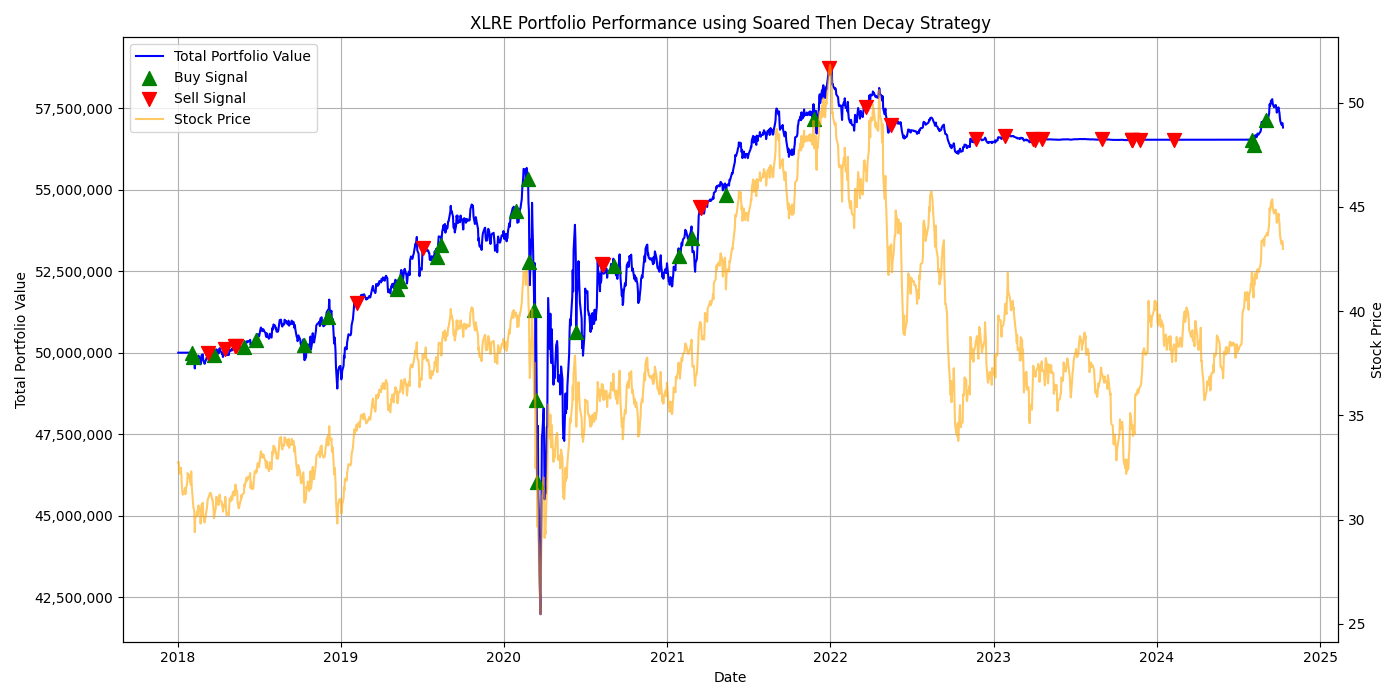 XLRE Portfolio Performance using Soared Then Decay Strategy
Total Portfolio Value
Buy Signal
Sell Signal
Stock Price
Total Portfolio Value
57,500,000
55,000,000
52,500,000
50,000,000
47,500,000
45,000,000
42,500,000
50
45
40
35
30
25
Stock Price
2018
2019
2020
2021
2022
2023
2024
2025
Date